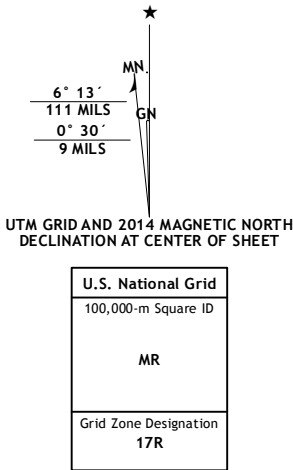 ★
MN.
6° 13´
111 MILS
GN
0° 30´
9 MILS
UTM GRID AND 2014 MAGNETIC NORTH
DECLINATION AT CENTER OF SHEET
U.S. National Grid
100,000-m Square ID
MR
Grid Zone Designation
17R